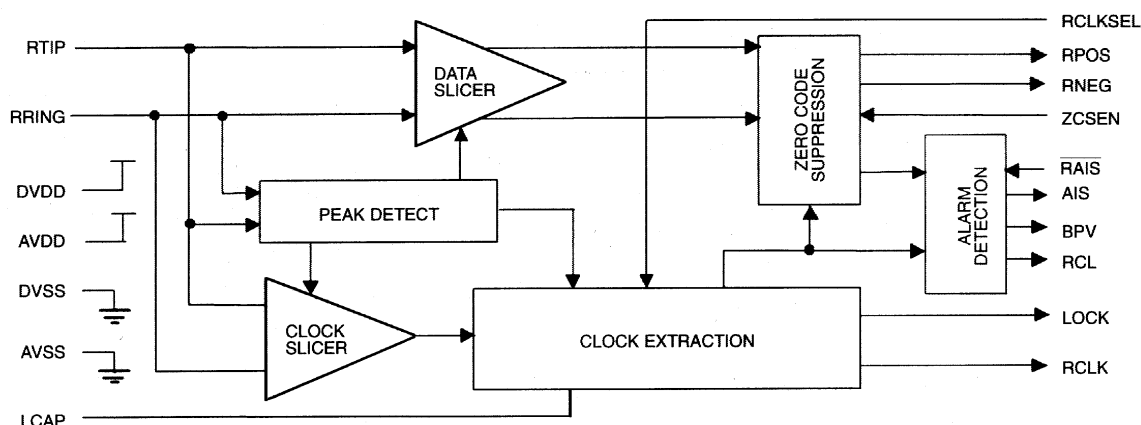 RCLKSEL
RTIP
RPOS
DATA
SLICER
RNEG
RRING
ZCSEN
ZERO CODE
SUPPRESSION
RAIS
DVDD
AIS
PEAK DETECT
AVDD
BPV
ALARM
DETECTION
RCL
DVSS
LOCK
CLOCK
SLICER
CLOCK EXTRACTION
AVSS
RCLK
LCAP